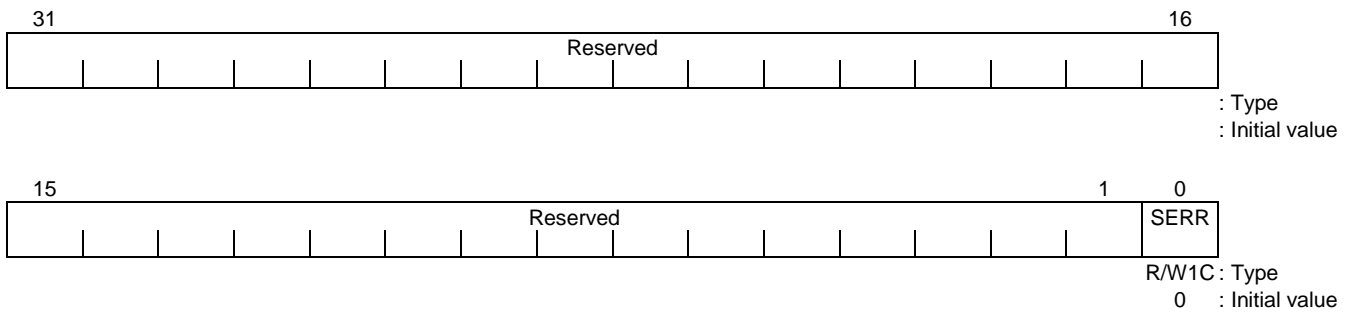 31 16
Reserved
: Type
: Initial value
15 1 0
Reserved SERR
R/W1C : Type
0 : Initial value